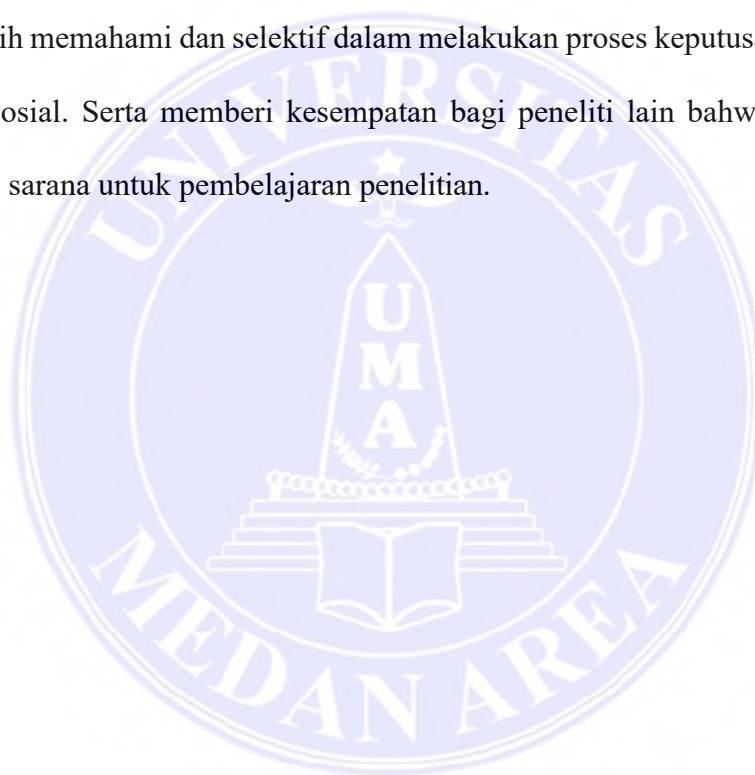 ih memahami dan selektif dalam melakukan proses keputus
osial. Serta memberi kesempatan bagi peneliti lain bahw
sarana untuk pembelajaran penelitian.
UNIVERSITAS
U
M
A
MEDAN AREA